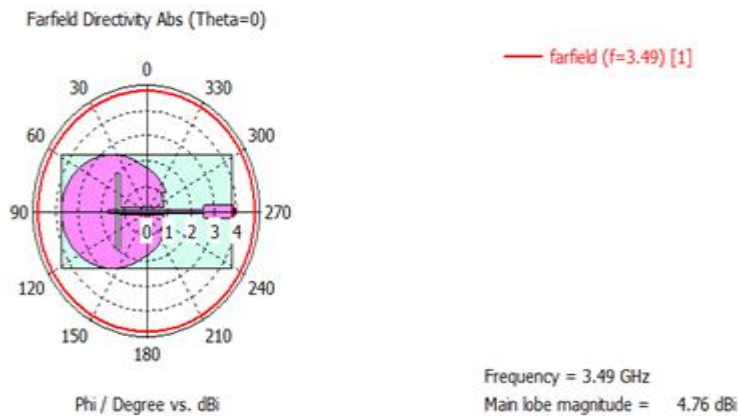 Farfield Directivity Abs (Theta=0)
farfield (f=3.49) [1]
0
30
330
60
300
90
0 1 2 3 4
270
120
240
150
210
180
Phi / Degree vs. dBi
Frequency = 3.49 GHz
Main lobe magnitude = 4.76 dBi